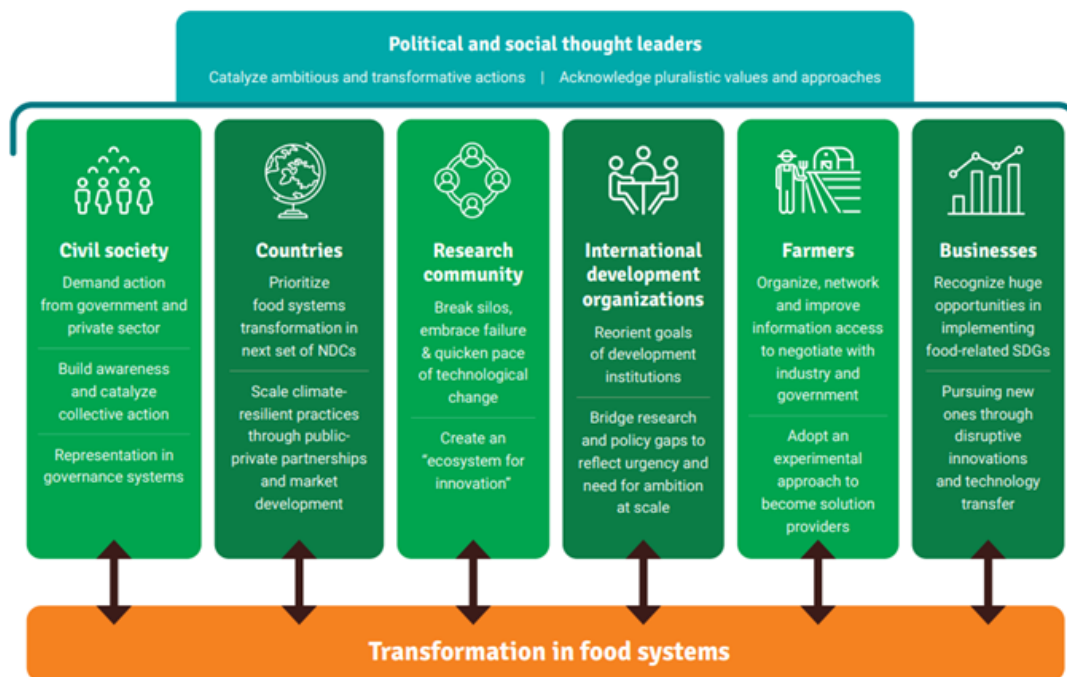 Political and social thought leaders
Catalyze ambitious and transformative actions | Acknowledge pluralistic values and approaches
Civil society
Demand action
from government and
private sector
Build awareness
and catalyze
collective action
Representation in
governance systems
Countries
Prioritize
food systems
transformation in
next set of NDCs
Scale climate-
resilient practices
through public-
private partnerships
and market
development
Research
community
Break silos,
embrace failure
& quicken pace
of technological
change
Create an
“ecosystem for
innovation”
International
development
organizations
Reorient goals
of development
institutions
Bridge research
and policy gaps to
reflect urgency and
need for ambition
at scale
Farmers
Organize, network
and improve
information access
to negotiate with
industry and
government
Adopt an
experimental
approach to
become solution
providers
Businesses
Recognize huge
opportunities in
implementing
food-related SDGs
Pursuing new
ones through
disruptive
innovations
and technology
transfer
Transformation in food systems